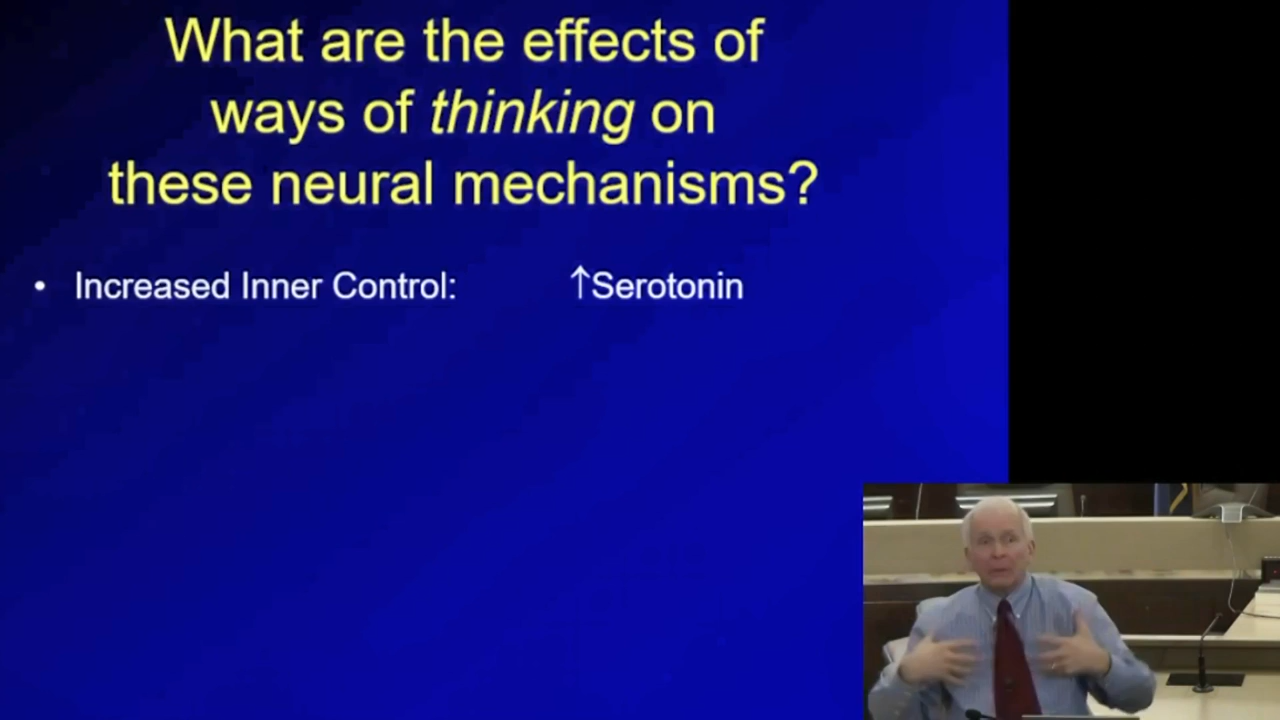 What are the effects of
ways of thinking on
these neural mechanisms?
• Increased Inner Control: ↑Serotonin